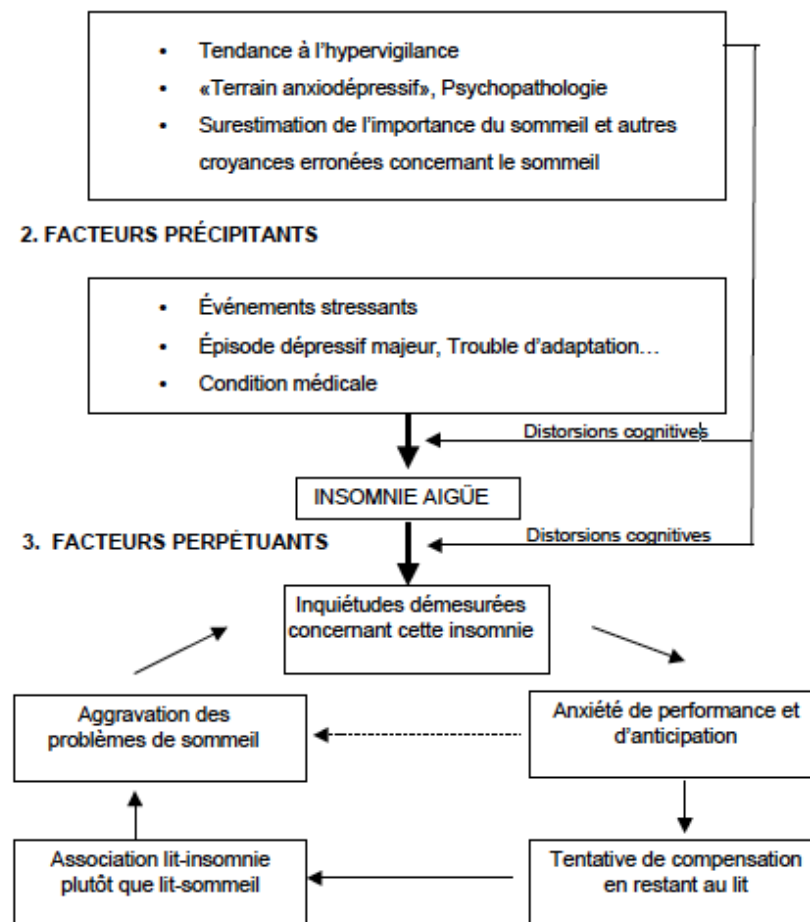 • Tendance à l'hypervigilance
• «Terrain anxiodépressif», Psychopathologie
• Surestimation de l'importance du sommeil et autres
croyances erronées concernant le sommeil
2. FACTEURS PRÉCIPITANTS
• Événements stressants
• Épisode dépressif majeur, Trouble d'adaptation…
• Condition médicale
Distorsions cognitives
INSOMNIE AIGÜE
3. FACTEURS PERPÉTUANTS
Distorsions cognitives
Inquiétudes démesurées
concernant cette insomnie
Aggravation des
problèmes de sommeil
Anxiété de performance et
d'anticipation
Association lit-insomnie
plutôt que lit-sommeil
Tentative de compensation
en restant au lit